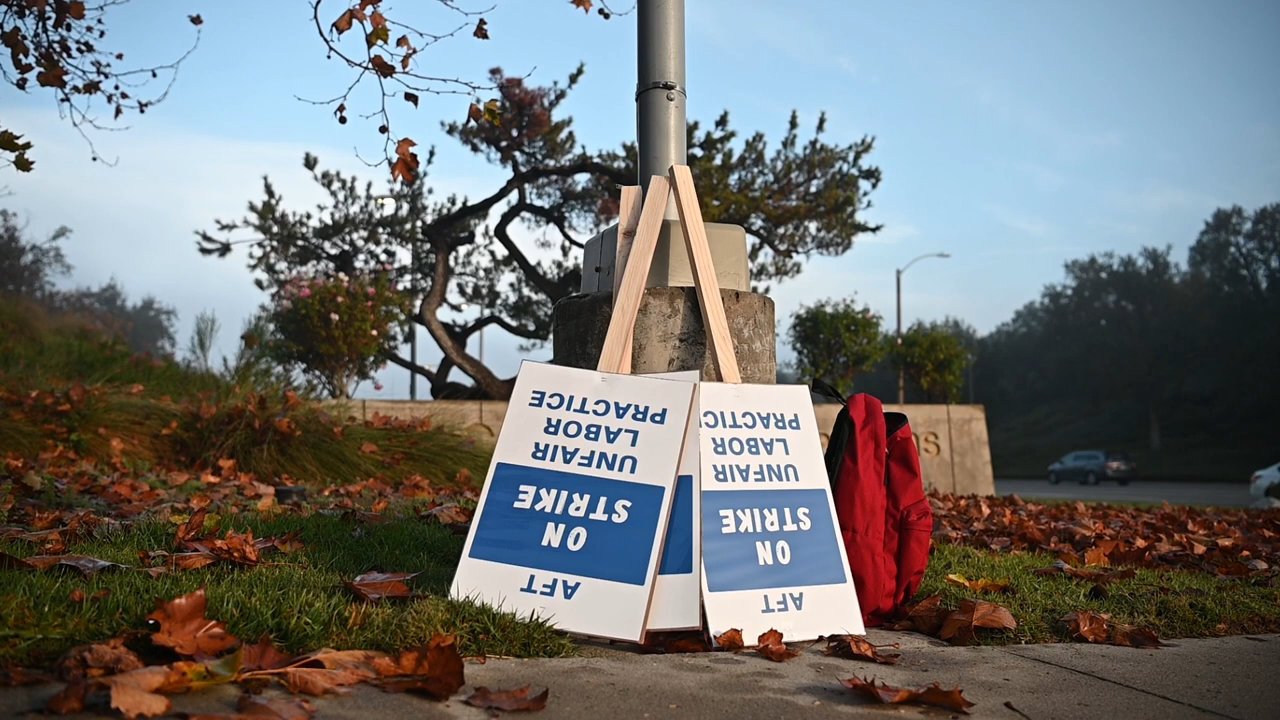 AFT
ON
STRIKE
UNFAIR
LABOR
PRACTICE
AFT
ON
STRIKE
UNFAIR
LABOR
PRACTICE